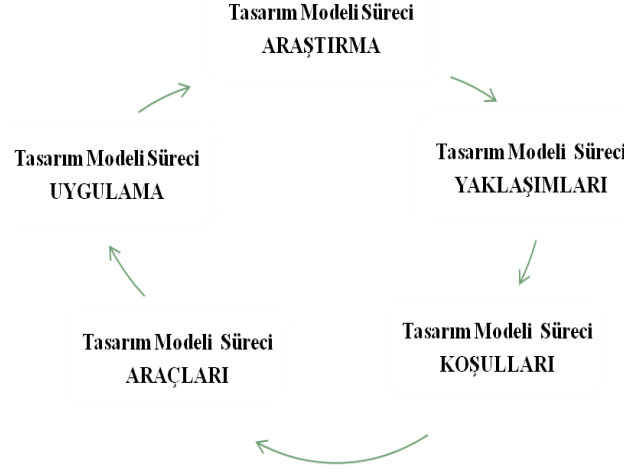 Tasarım Modeli Süreci
ARAŞTIRMA
Tasarım Modeli Süreci
YAKLAŞIMLARI
Tasarım Modeli Süreci
KOŞULLARI
Tasarım Modeli Süreci
ARAÇLARI
Tasarım Modeli Süreci
UYGULAMA